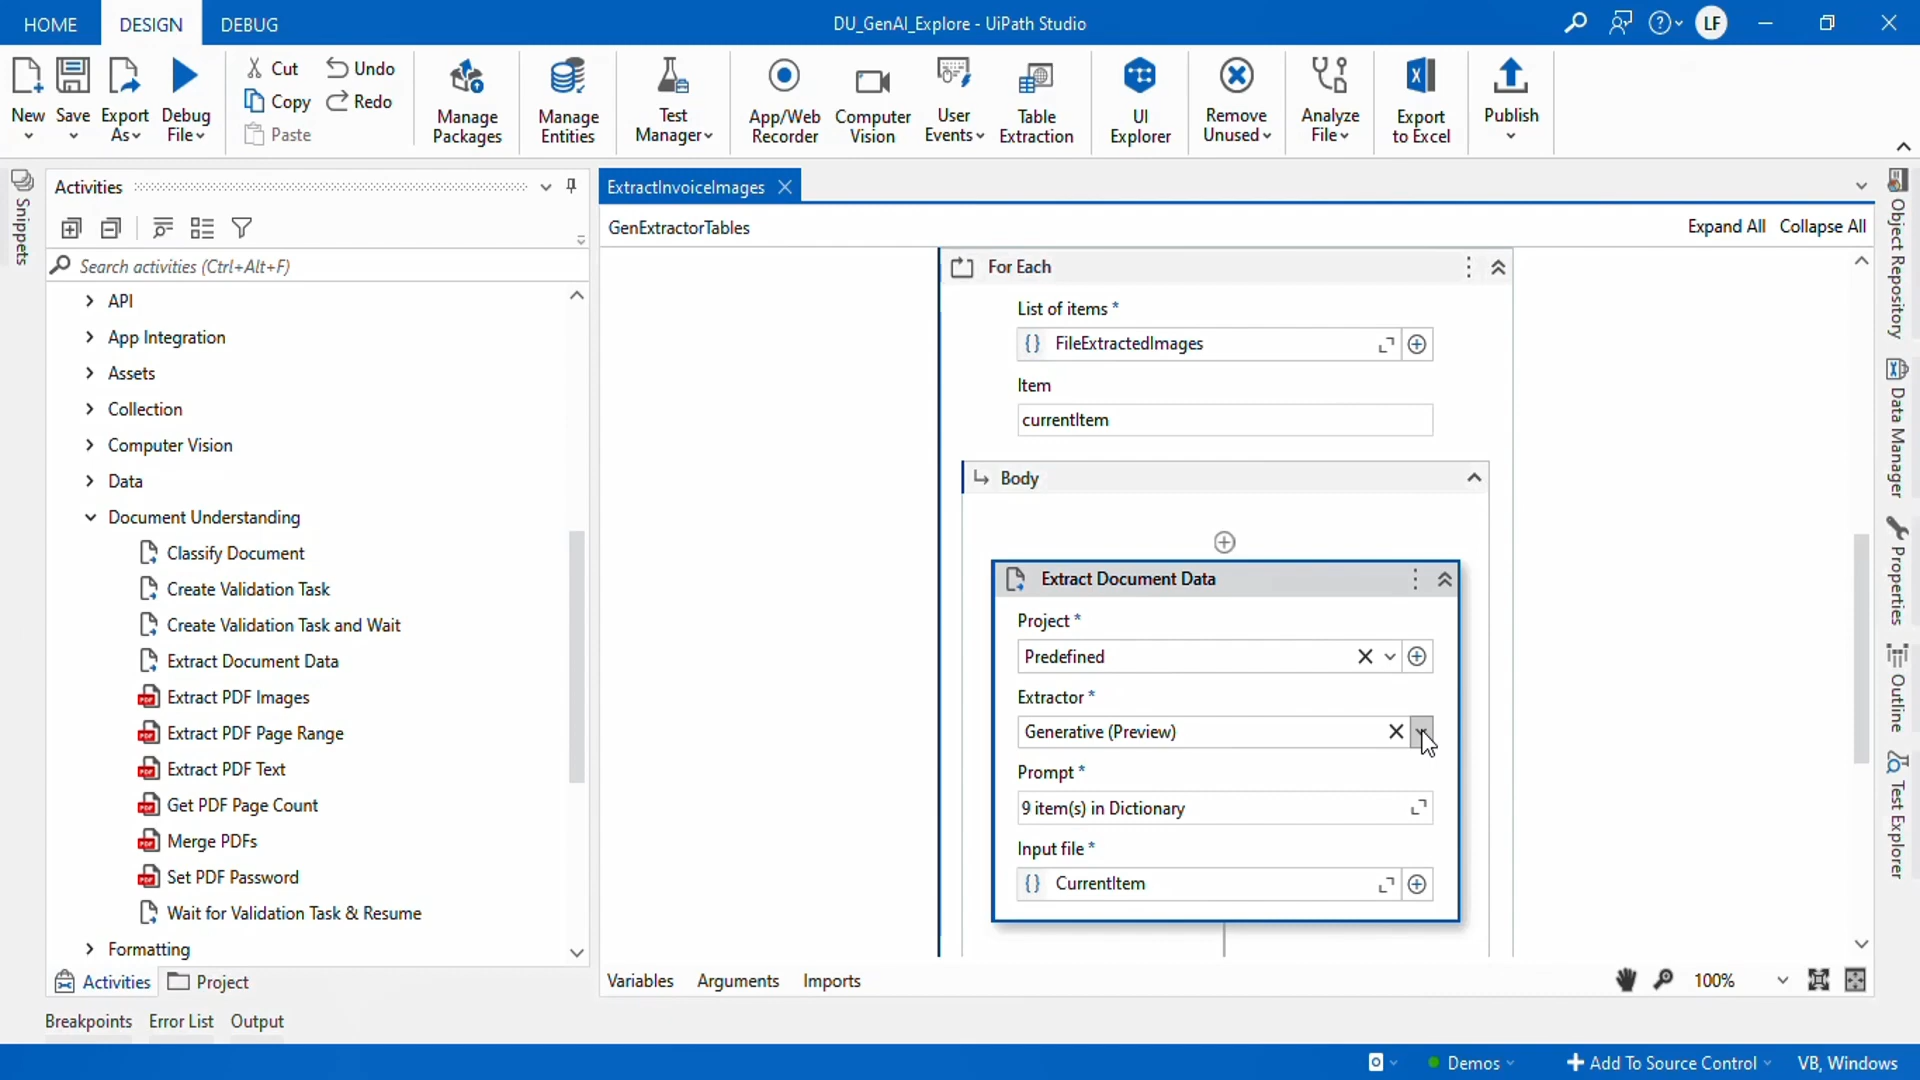 HOME
DESIGN
DEBUG
DU_GenAI_Explore - UiPath Studio
LF
New
Save
Export As
Debug File
Cut
Copy
Paste
Undo
Redo
Manage Packages
Manage Entities
Test Manager
App/Web Recorder
Computer Vision
User Events
Table Extraction
UI Explorer
Remove Unused
Analyze File
Export to Excel
Publish
Snippets
Activities
Search activities (Ctrl+Alt+F)
API
App Integration
Assets
Collection
Computer Vision
Data
Document Understanding
Classify Document
Create Validation Task
Create Validation Task and Wait
Extract Document Data
Extract PDF Images
Extract PDF Page Range
Extract PDF Text
Get PDF Page Count
Merge PDFs
Set PDF Password
Wait for Validation Task & Resume
Formatting
Activities
Project
ExtractInvoiceImages
GenExtractorTables
Expand All
Collapse All
For Each
List of items *
FileExtractedImages
Item
currentItem
Body
Extract Document Data
Project *
Predefined
Extractor *
Generative (Preview)
Prompt *
9 item(s) in Dictionary
Input file *
CurrentItem
Variables
Arguments
Imports
100%
Object Repository
Data Manager
Properties
Outline
Test Explorer
Breakpoints
Error List
Output
Demos
Add To Source Control
VB, Windows